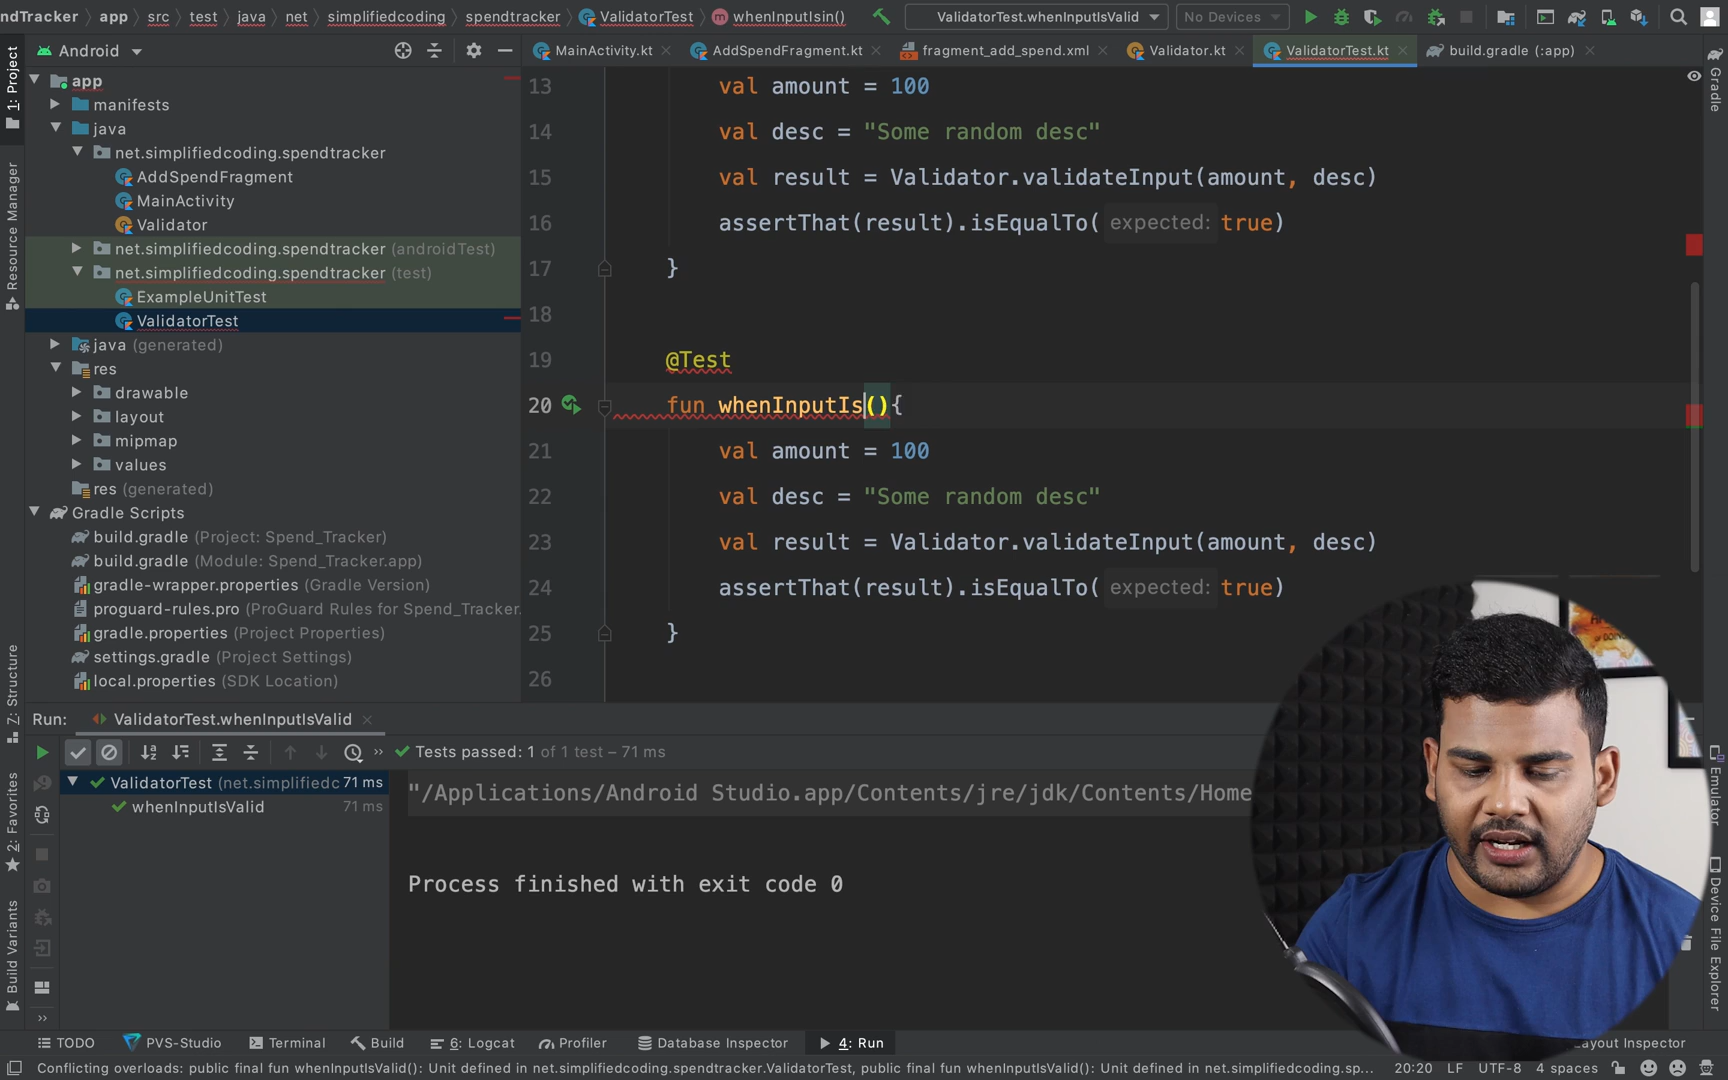 ndTracker
app
src
test
java
net
simplifiedcoding
spendtracker
ValidatorTest
whenInputIsin()
ValidatorTest.whenInputIsValid
No Devices
1: Project
Resource Manager
7: Structure
2: Favorites
Build Variants
Android
MainActivity.kt
AddSpendFragment.kt
fragment_add_spend.xml
Validator.kt
ValidatorTest.kt
build.gradle (:app)
Gradle
Emulator
Device File Explorer
app
manifests
java
net.simplifiedcoding.spendtracker
AddSpendFragment
MainActivity
Validator
net.simplifiedcoding.spendtracker (androidTest)
net.simplifiedcoding.spendtracker (test)
ExampleUnitTest
ValidatorTest
java (generated)
res
drawable
layout
mipmap
values
res (generated)
Gradle Scripts
build.gradle (Project: Spend_Tracker)
build.gradle (Module: Spend_Tracker.app)
gradle-wrapper.properties (Gradle Version)
proguard-rules.pro (ProGuard Rules for Spend_Tracker.
gradle.properties (Project Properties)
settings.gradle (Project Settings)
local.properties (SDK Location)
13 val amount = 100
14 val desc = "Some random desc"
15 val result = Validator.validateInput(amount, desc)
16 assertThat(result).isEqualTo( expected: true)
17 }
18
19 @Test
20 fun whenInputIs(){
21 val amount = 100
22 val desc = "Some random desc"
23 val result = Validator.validateInput(amount, desc)
24 assertThat(result).isEqualTo( expected: true)
25 }
26
Run: ValidatorTest.whenInputIsValid
Tests passed: 1 of 1 test – 71 ms
ValidatorTest (net.simplifiedc 71 ms
whenInputIsValid 71 ms
"/Applications/Android Studio.app/Contents/jre/jdk/Contents/Home
Process finished with exit code 0
TODO
PVS-Studio
Terminal
Build
6: Logcat
Profiler
Database Inspector
4: Run
ayout Inspector
Conflicting overloads: public final fun whenInputIsValid(): Unit defined in net.simplifiedcoding.spendtracker.ValidatorTest, public final fun whenInputIsValid(): Unit defined in net.simplifiedcoding.sp...
20:20
LF
UTF-8
4 spaces